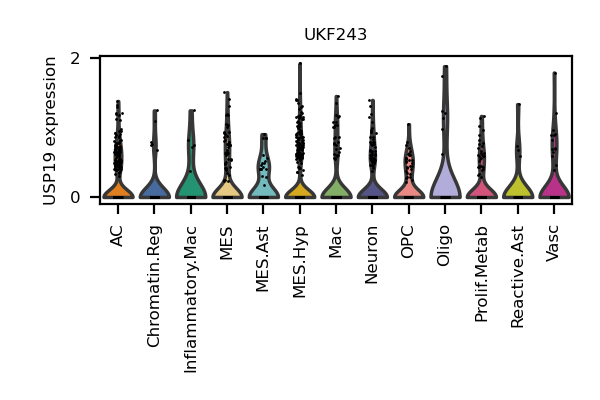 UKF243
USP19 expression
2
0
AC
Chromatin.Reg
Inflammatory.Mac
MES
MES.Ast
MES.Hyp
Mac
Neuron
OPC
Oligo
Prolif.Metab
Reactive.Ast
Vasc